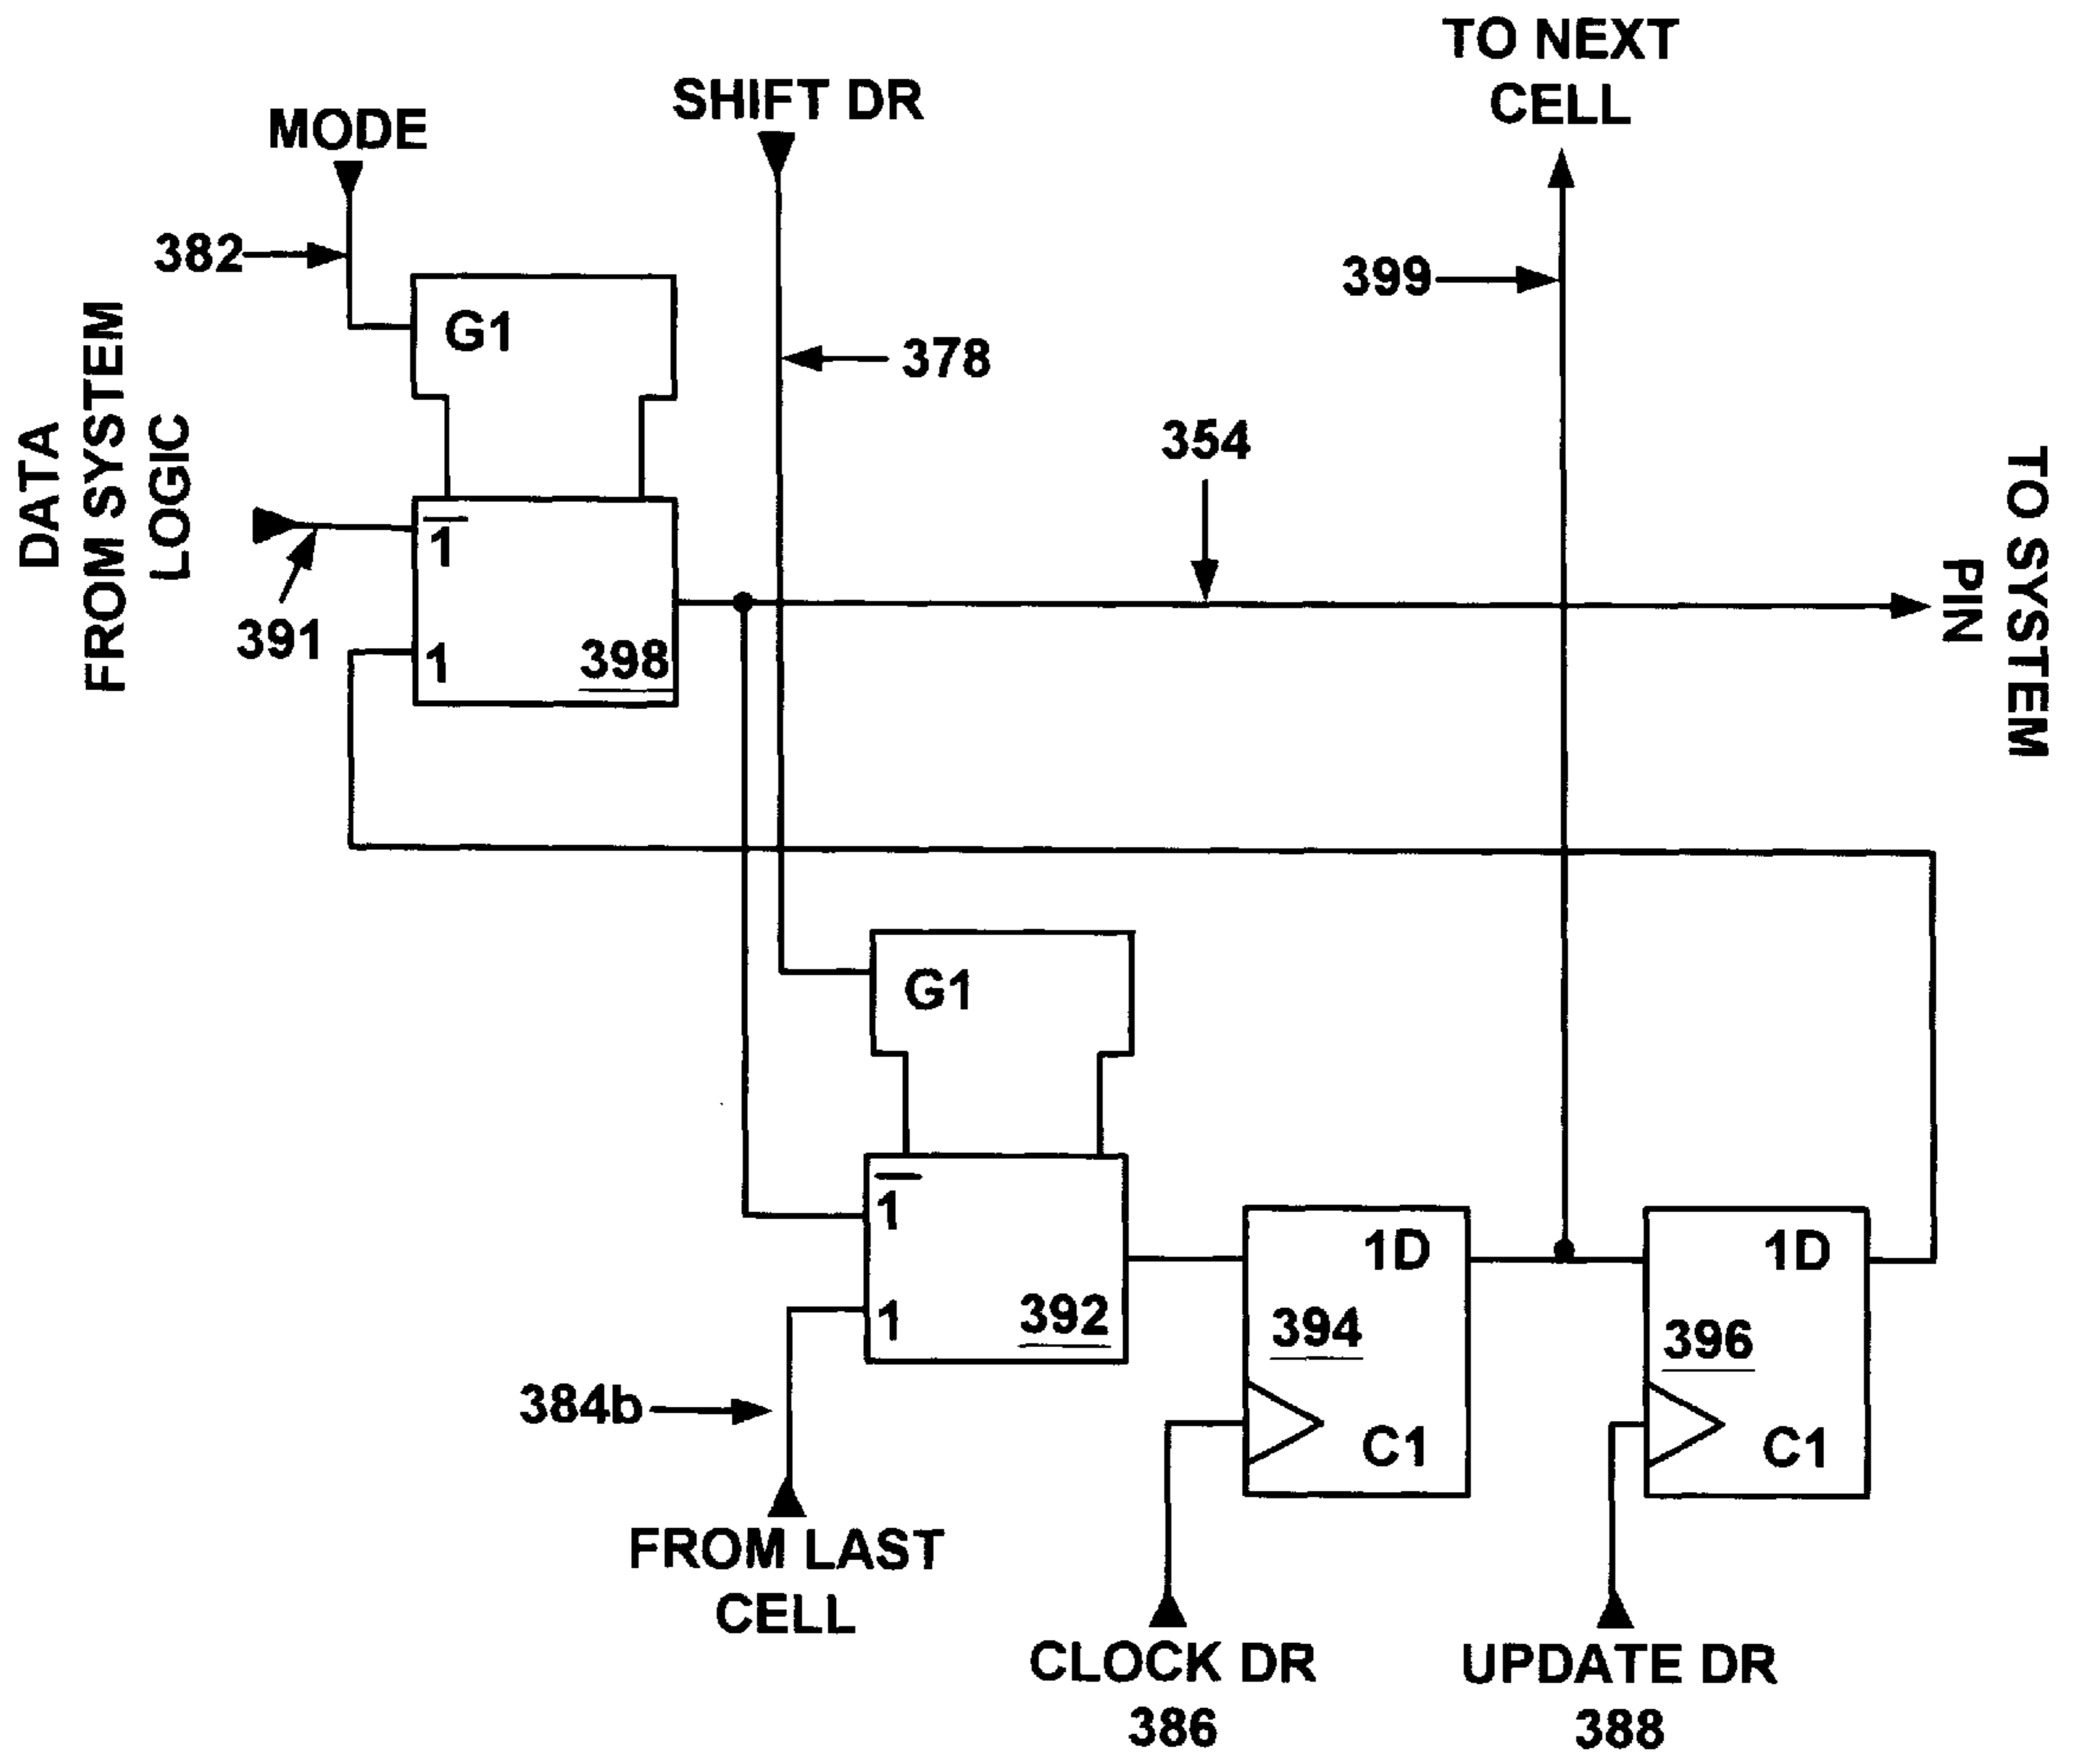 TO NEXT
CELL
SHIFT DR
MODE
382
399
G1
378
DATA
FROM SYSTEM
LOGIC
354
TO SYSTEM
PIN
1
391
1
398
G1
1
1
392
1D
394
C1
1D
396
C1
384b
FROM LAST
CELL
CLOCK DR
386
UPDATE DR
388